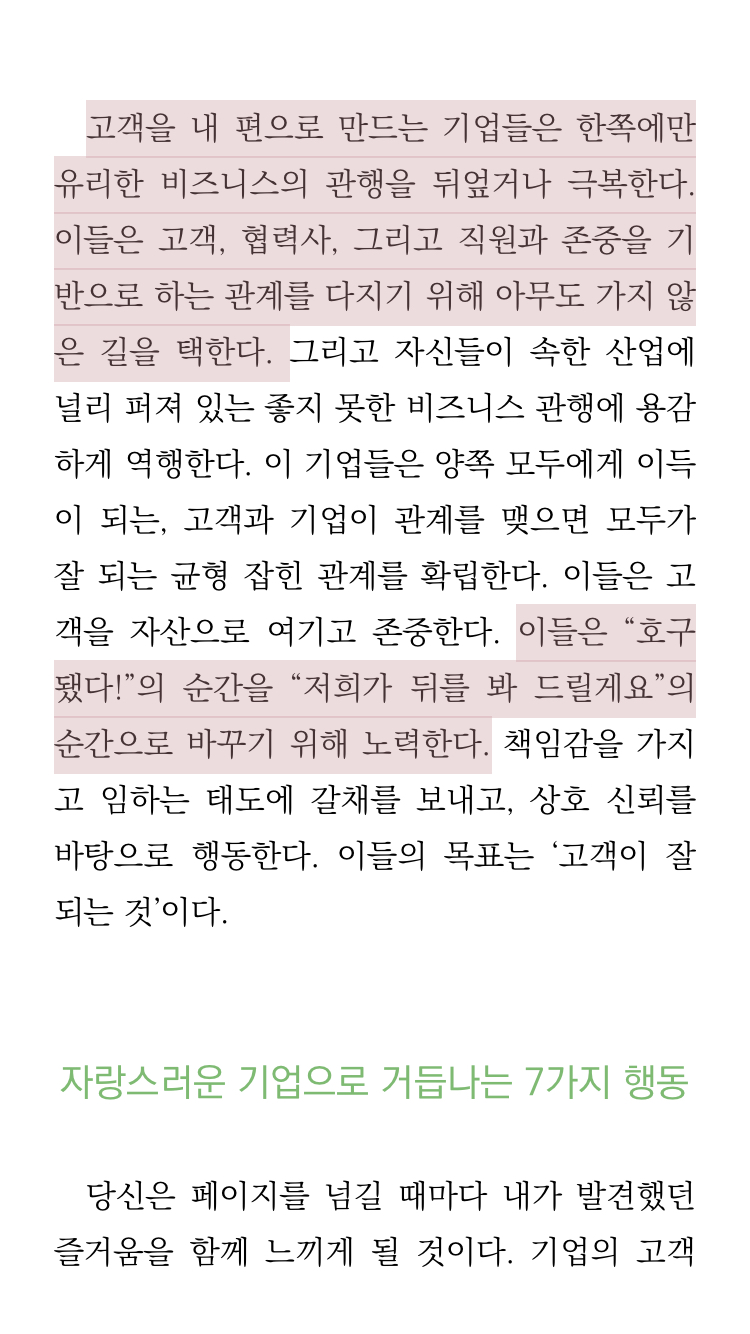 고객을 내 편으로 만드는 기업들은 한쪽에만
유리한 비즈니스의 관행을 뒤엎거나 극복한다.
이들은 고객, 협력사, 그리고 직원과 존중을 기
반으로 하는 관계를 다지기 위해 아무도 가지 않
은 길을 택한다. 그리고 자신들이 속한 산업에
널리 퍼져 있는 좋지 못한 비즈니스 관행에 용감
하게 역행한다. 이 기업들은 양쪽 모두에게 이득
이 되는, 고객과 기업이 관계를 맺으면 모두가
잘 되는 균형 잡힌 관계를 확립한다. 이들은 고
객을 자산으로 여기고 존중한다. 이들은 “호구
됐다!”의 순간을 “저희가 뒤를 봐 드릴게요”의
순간으로 바꾸기 위해 노력한다. 책임감을 가지
고 임하는 태도에 갈채를 보내고, 상호 신뢰를
바탕으로 행동한다. 이들의 목표는 ‘고객이 잘
되는 것’이다.
자랑스러운 기업으로 거듭나는 7가지 행동
당신은 페이지를 넘길 때마다 내가 발견했던
즐거움을 함께 느끼게 될 것이다. 기업의 고객